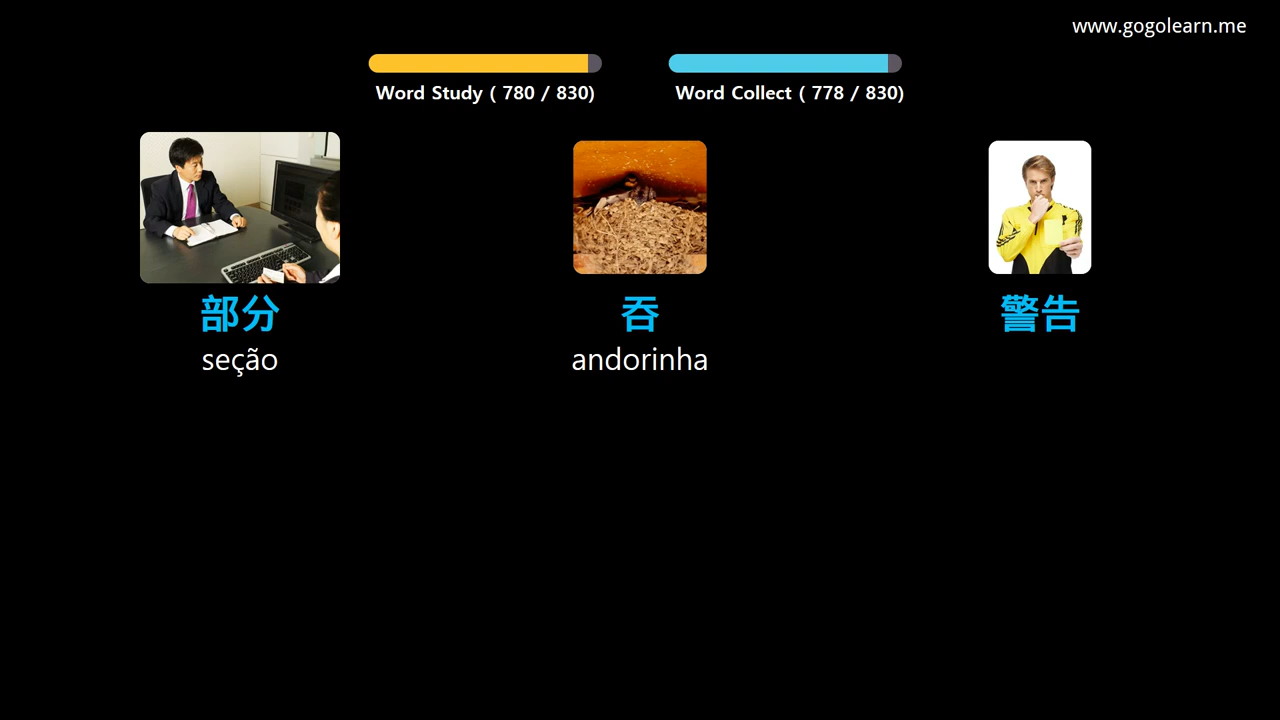 www.gogolearn.me
Word Study ( 780 / 830)
Word Collect ( 778 / 830)
部分
吞
警告
seção
andorinha